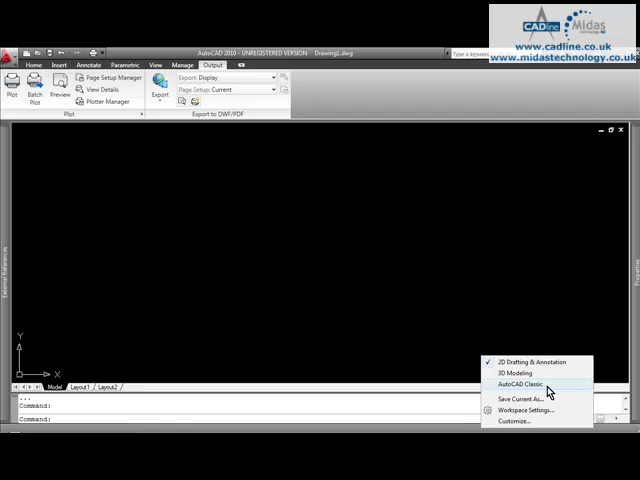 CADline
Midas
technology
www.cadline.co.uk
www.midastechnology.co.uk
AutoCAD 2010 - UNREGISTERED VERSION Drawing1.dwg
Type a keyword
Home Insert Annotate Parametric View Manage Output
Plot
Batch Plot
Preview
Page Setup Manager
View Details
Plotter Manager
Export
Export: Display
Page Setup: Current
Plot
Export to DWF/PDF
External References
Properties
Y
X
Model Layout1 Layout2
2D Drafting & Annotation
3D Modeling
AutoCAD Classic
Save Current As...
Workspace Settings...
Customize...
...
Command:
Command: